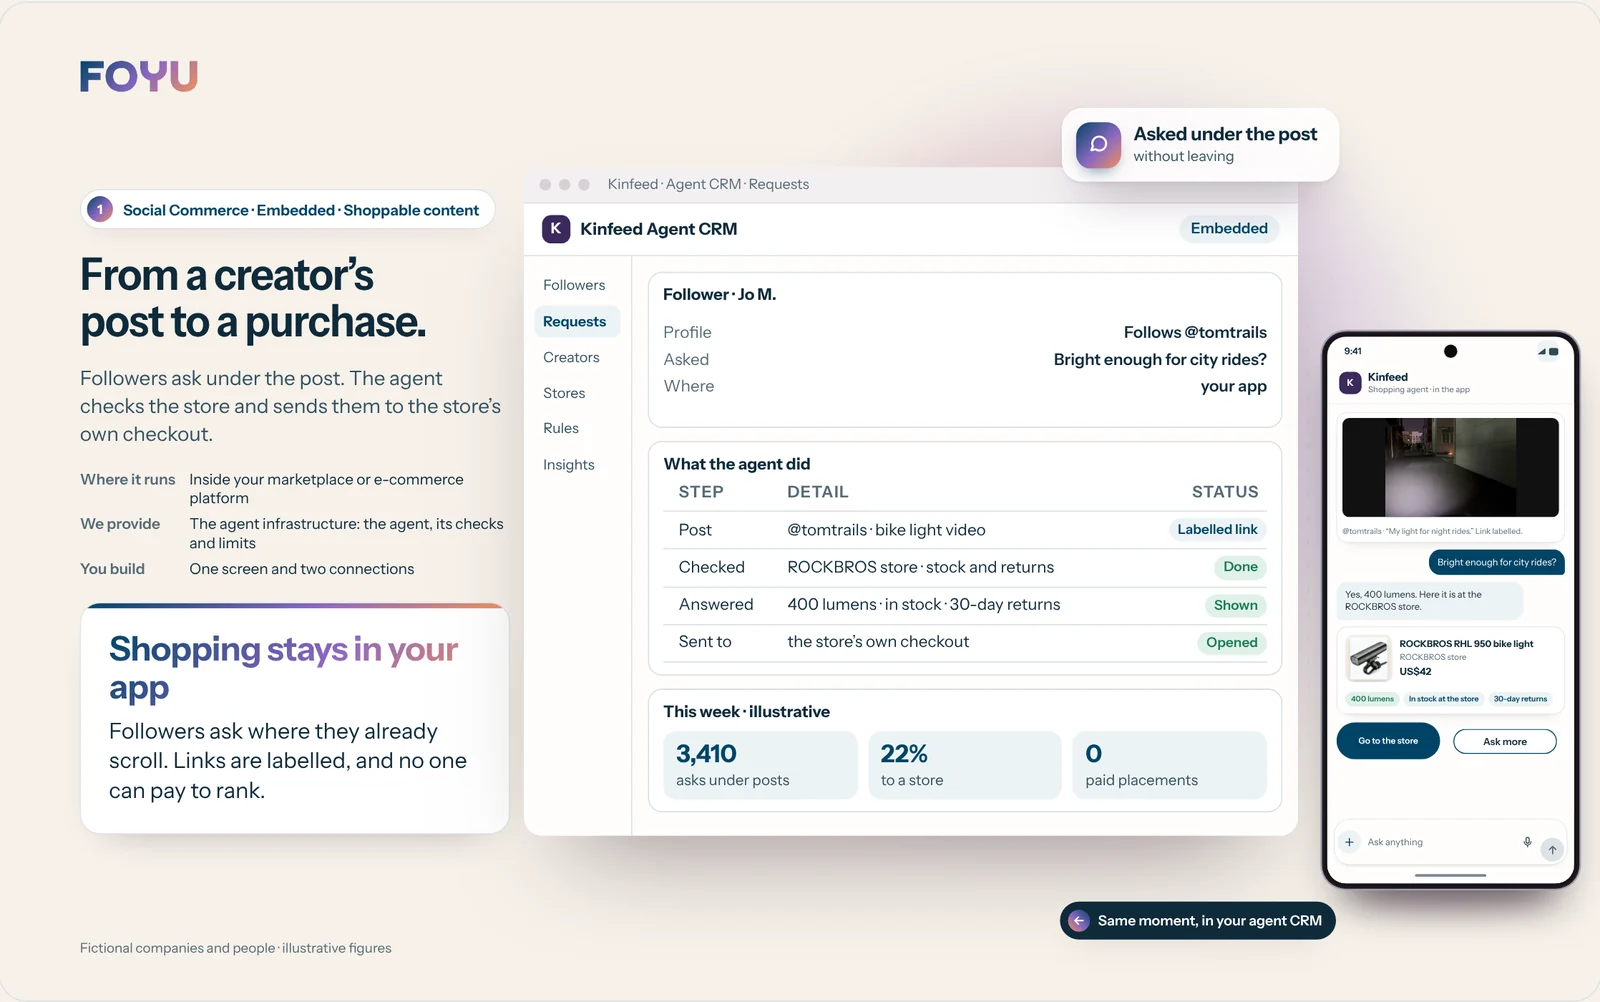 FOYU
1 Social Commerce · Embedded · Shoppable content
From a creator’s
post to a purchase.
Followers ask under the post. The agent
checks the store and sends them to the store’s
own checkout.
Where it runs Inside your marketplace or e-commerce
platform
We provide The agent infrastructure: the agent, its checks
and limits
You build One screen and two connections
Shopping stays in your
app
Followers ask where they already
scroll. Links are labelled, and no one
can pay to rank.
Fictional companies and people · illustrative figures
Asked under the post
without leaving
Kinfeed · Agent CRM · Requests
K Kinfeed Agent CRM Embedded
Followers
Requests
Creators
Stores
Rules
Insights
Follower · Jo M.
Profile Follows @tomtrails
Asked Bright enough for city rides?
Where your app
What the agent did
STEP DETAIL STATUS
Post @tomtrails · bike light video Labelled link
Checked ROCKBROS store · stock and returns Done
Answered 400 lumens · in stock · 30-day returns Shown
Sent to the store’s own checkout Opened
This week · illustrative
3,410 22% 0
asks under posts to a store paid placements
9:41
K Kinfeed
Shopping agent · in the app
@tomtrails · “My light for night rides.” Link labelled.
Bright enough for city rides?
Yes, 400 lumens. Here it is at the
ROCKBROS store.
ROCKBROS RHL 950 bike light
ROCKBROS store
US$42
400 lumens In stock at the store 30-day returns
Go to the store Ask more
Ask anything
Same moment, in your agent CRM